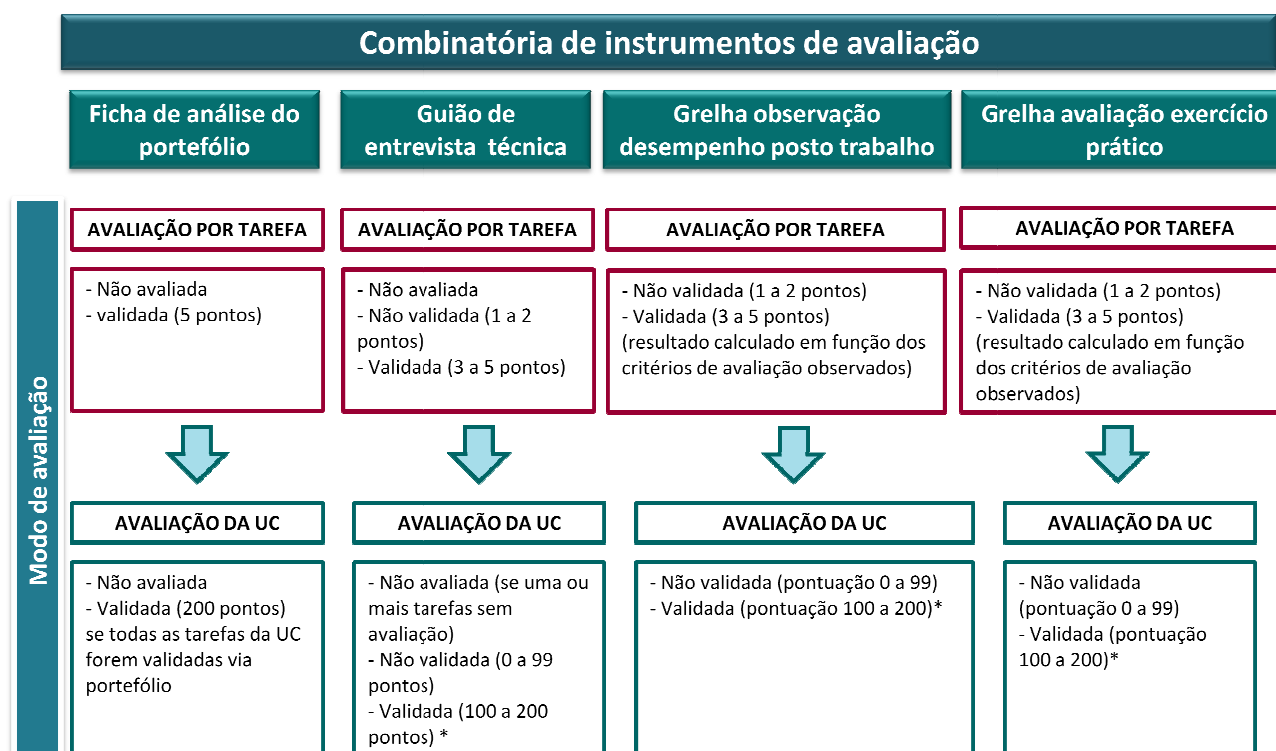 Combinatória de instrumentos de avaliação
Ficha de análise do
portefólio
Guião de
entrevista técnica
Grelha observação
desempenho posto trabalho
Grelha avaliação exercício
prático
Modo de avaliação
AVALIAÇÃO POR TAREFA
- Não avaliada
- validada (5 pontos)
AVALIAÇÃO POR TAREFA
- Não avaliada
- Não validada (1 a 2
pontos)
- Validada (3 a 5 pontos)
AVALIAÇÃO POR TAREFA
- Não validada (1 a 2 pontos)
- Validada (3 a 5 pontos)
(resultado calculado em função dos
critérios de avaliação observados)
AVALIAÇÃO POR TAREFA
- Não validada (1 a 2 pontos)
- Validada (3 a 5 pontos)
(resultado calculado em função
dos critérios de avaliação
observados)
AVALIAÇÃO DA UC
- Não avaliada
- Validada (200 pontos)
se todas as tarefas da UC
forem validadas via
portefólio
AVALIAÇÃO DA UC
- Não avaliada (se uma ou
mais tarefas sem
avaliação)
- Não validada (0 a 99
pontos)
- Validada (100 a 200
pontos) *
AVALIAÇÃO DA UC
- Não validada (pontuação 0 a 99)
- Validada (pontuação 100 a 200)*
AVALIAÇÃO DA UC
- Não validada
(pontuação 0 a 99)
- Validada (pontuação
100 a 200)*